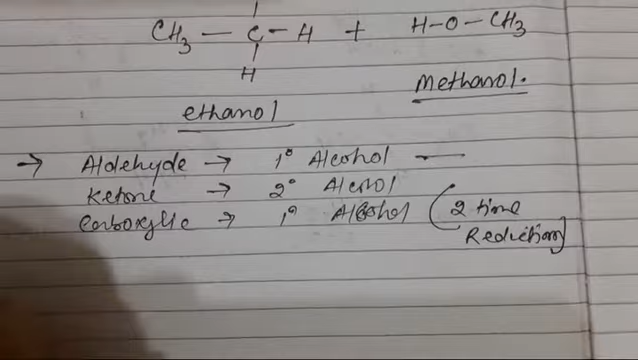 CH3 — C — H + H-O-CH3
H
ethanol
Methanol.
→ Aldehyde → 1° Alcohol —
Ketone → 2° Alcohol
Carboxylic → 1° Alcohol (2 time
Reduction)